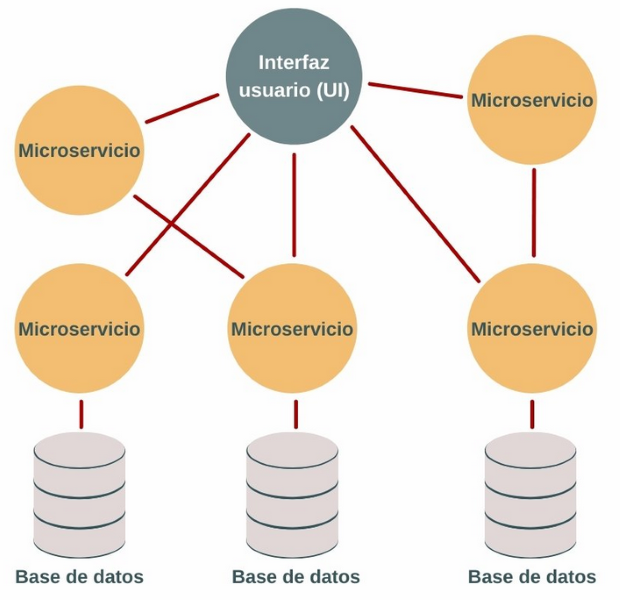 Interfaz
usuario (UI)
Microservicio
Microservicio
Microservicio
Microservicio
Microservicio
Base de datos
Base de datos
Base de datos